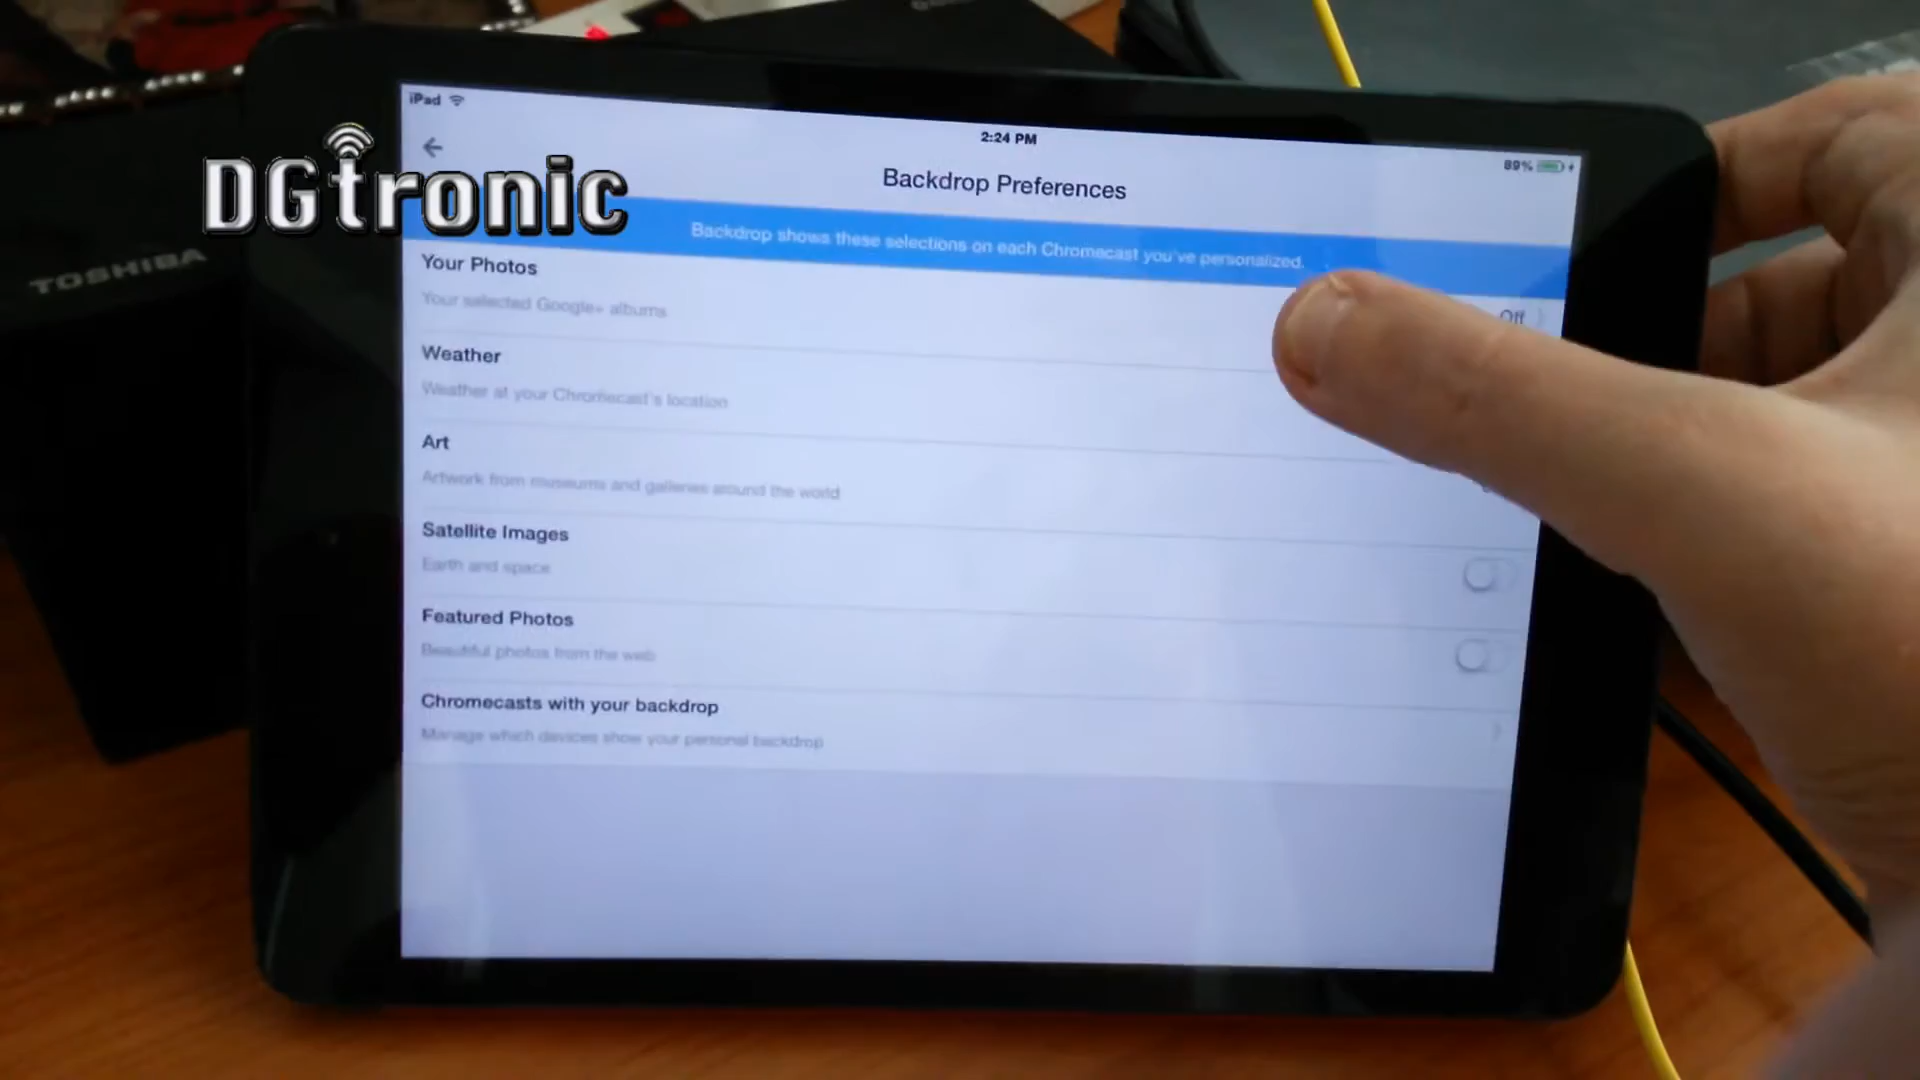 iPad
2:24 PM
89%
DGtronic
Backdrop Preferences
TOSHIBA
Backdrop shows these selections on each Chromecast you've personalized.
Your Photos
Your selected Google+ albums
Off
Weather
Weather at your Chromecast's location
Art
Artwork from museums and galleries around the world
Satellite Images
Earth and space
Featured Photos
Beautiful photos from the web
Chromecasts with your backdrop
Manage which devices show your personal backdrop